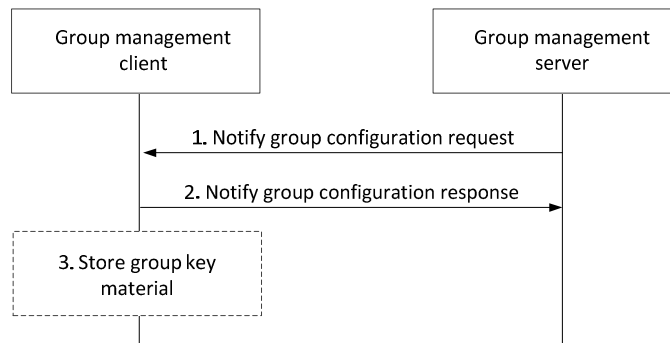 Group management
client
Group management
server
1. Notify group configuration request
2. Notify group configuration response
3. Store group key
material